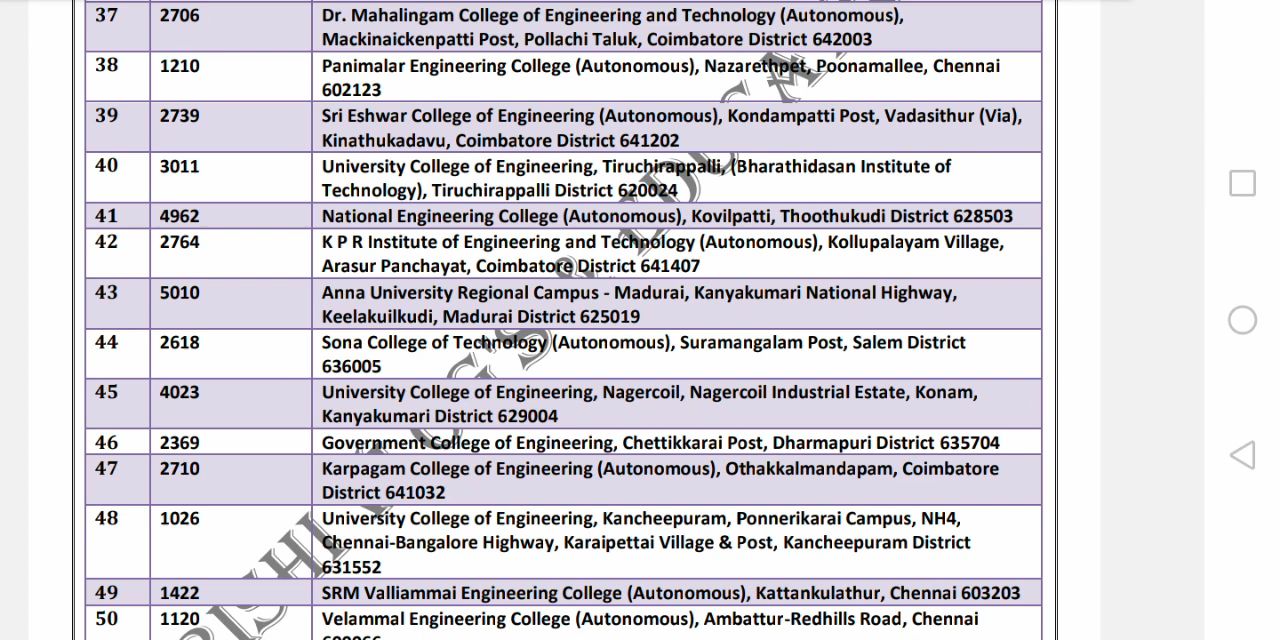 37 2706 Dr. Mahalingam College of Engineering and Technology (Autonomous),
Mackinaickenpatti Post, Pollachi Taluk, Coimbatore District 642003
38 1210 Panimalar Engineering College (Autonomous), Nazarethpet, Poonamallee, Chennai
602123
39 2739 Sri Eshwar College of Engineering (Autonomous), Kondampatti Post, Vadasithur (Via),
Kinathukadavu, Coimbatore District 641202
40 3011 University College of Engineering, Tiruchirappalli, (Bharathidasan Institute of
Technology), Tiruchirappalli District 620024
41 4962 National Engineering College (Autonomous), Kovilpatti, Thoothukudi District 628503
42 2764 K P R Institute of Engineering and Technology (Autonomous), Kollupalayam Village,
Arasur Panchayat, Coimbatore District 641407
43 5010 Anna University Regional Campus - Madurai, Kanyakumari National Highway,
Keelakuilkudi, Madurai District 625019
44 2618 Sona College of Technology (Autonomous), Suramangalam Post, Salem District
636005
45 4023 University College of Engineering, Nagercoil, Nagercoil Industrial Estate, Konam,
Kanyakumari District 629004
46 2369 Government College of Engineering, Chettikkarai Post, Dharmapuri District 635704
47 2710 Karpagam College of Engineering (Autonomous), Othakkalmandapam, Coimbatore
District 641032
48 1026 University College of Engineering, Kancheepuram, Ponnerikarai Campus, NH4,
Chennai-Bangalore Highway, Karaipettai Village & Post, Kancheepuram District
631552
49 1422 SRM Valliammai Engineering College (Autonomous), Kattankulathur, Chennai 603203
50 1120 Velammal Engineering College (Autonomous), Ambattur-Redhills Road, Chennai